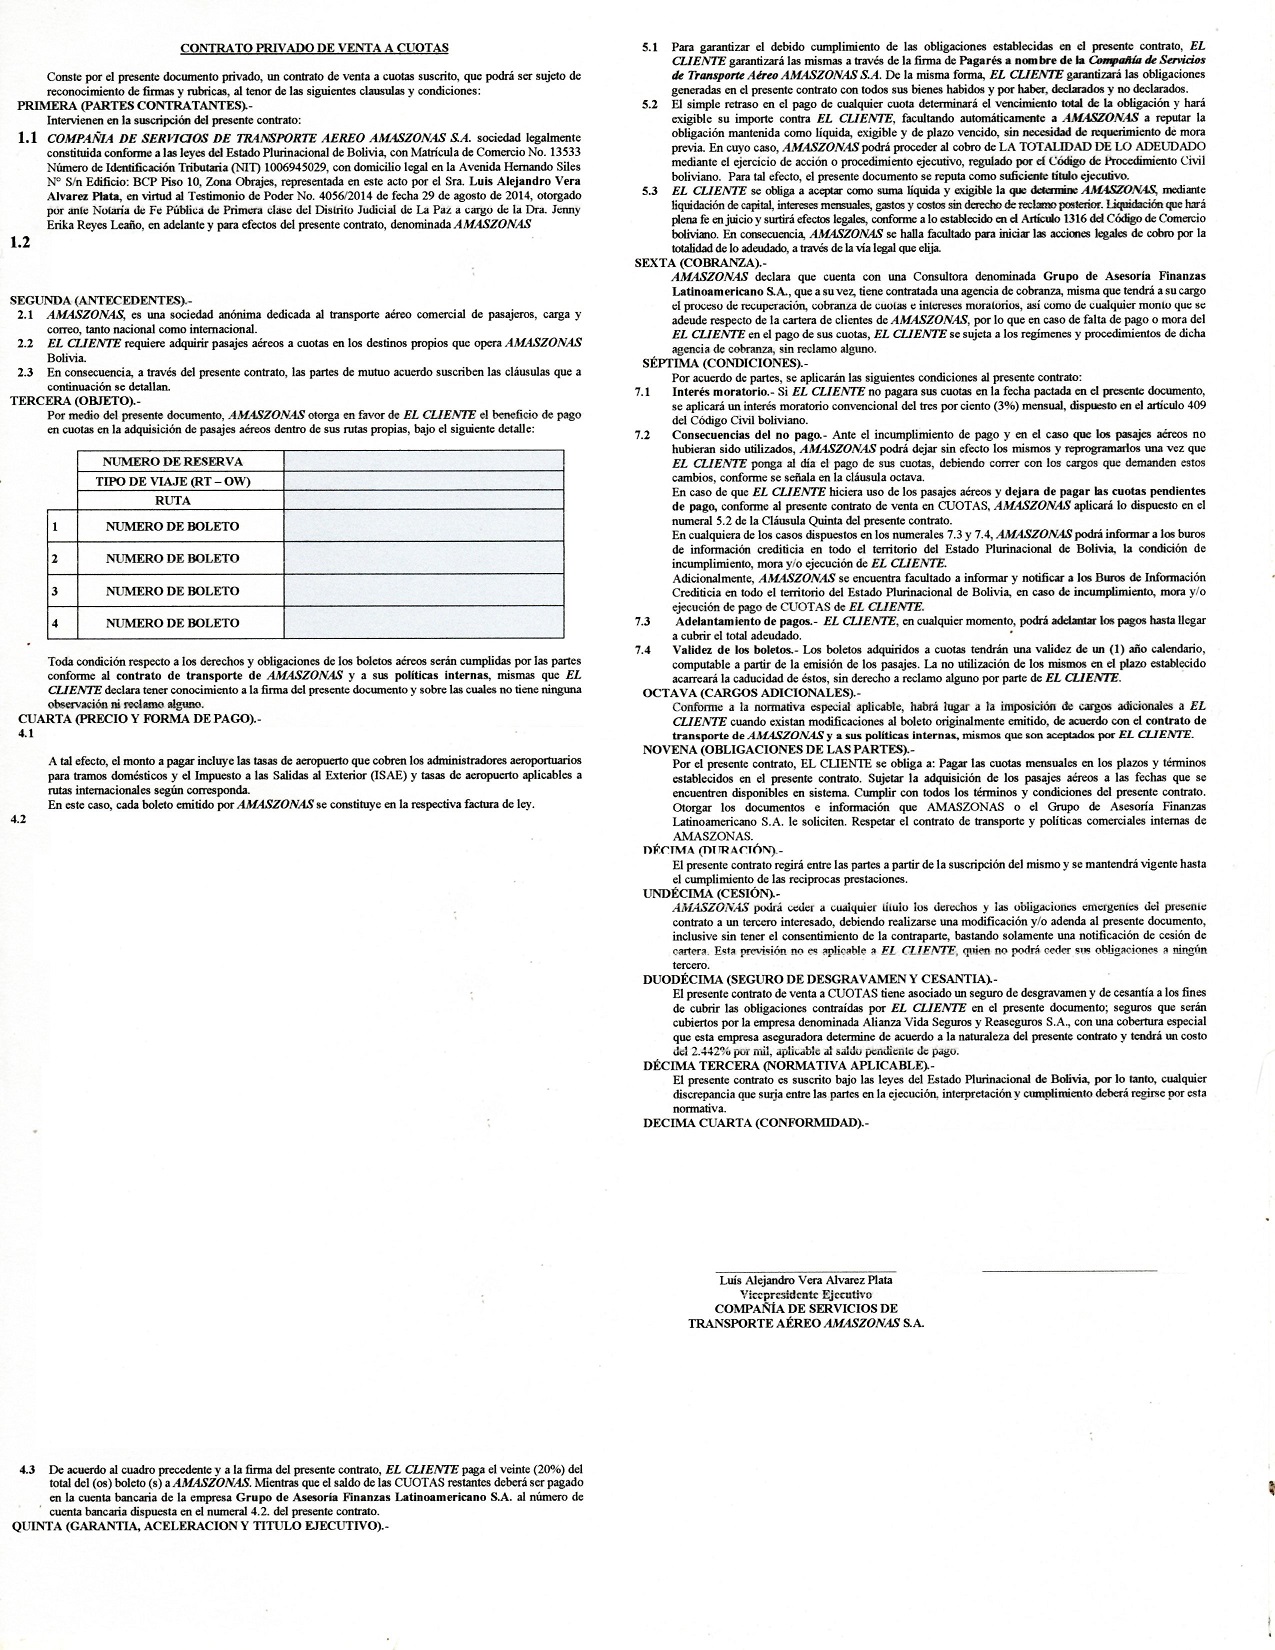 CONTRATO PRIVADO DE VENTA A CUOTAS
Conste por el presente documento privado, un contrato de venta a cuotas suscrito, que podrá ser sujeto de
reconocimiento de firmas y rubricas, al tenor de las siguientes clausulas y condiciones:
PRIMERA (PARTES CONTRATANTES).-
Intervienen en la suscripción del presente contrato:
1.1 COMPAÑIA DE SERVICIOS DE TRANSPORTE AEREO AMASZONAS S.A. sociedad legalmente
constituida conforme a las leyes del Estado Plurinacional de Bolivia, con Matrícula de Comercio No. 13533
Número de Identificación Tributaria (NIT) 1006945029, con domicilio legal en la Avenida Hernando Siles
N° S/n Edificio: BCP Piso 10, Zona Obrajes, representada en este acto por el Sra. Luis Alejandro Vera
Alvarez Plata, en virtud al Testimonio de Poder No. 4056/2014 de fecha 29 de agosto de 2014, otorgado
por ante Notaría de Fe Pública de Primera clase del Distrito Judicial de La Paz a cargo de la Dra. Jenny
Erika Reyes Leaño, en adelante y para efectos del presente contrato, denominada AMASZONAS
1.2
SEGUNDA (ANTECEDENTES).-
2.1 AMASZONAS, es una sociedad anónima dedicada al transporte aéreo comercial de pasajeros, carga y
correo, tanto nacional como internacional.
2.2 EL CLIENTE requiere adquirir pasajes aéreos a cuotas en los destinos propios que opera AMASZONAS
Bolivia.
2.3 En consecuencia, a través del presente contrato, las partes de mutuo acuerdo suscriben las cláusulas que a
continuación se detallan.
TERCERA (OBJETO).-
Por medio del presente documento, AMASZONAS otorga en favor de EL CLIENTE el beneficio de pago
en cuotas en la adquisición de pasajes aéreos dentro de sus rutas propias, bajo el siguiente detalle:
NUMERO DE RESERVA
TIPO DE VIAJE (RT – OW)
RUTA
1 NUMERO DE BOLETO
2 NUMERO DE BOLETO
3 NUMERO DE BOLETO
4 NUMERO DE BOLETO
Toda condición respecto a los derechos y obligaciones de los boletos aéreos serán cumplidas por las partes
conforme al contrato de transporte de AMASZONAS y a sus políticas internas, mismas que EL
CLIENTE declara tener conocimiento a la firma del presente documento y sobre las cuales no tiene ninguna
observación ni reclamo alguno.
CUARTA (PRECIO Y FORMA DE PAGO).-
4.1
A tal efecto, el monto a pagar incluye las tasas de aeropuerto que cobren los administradores aeroportuarios
para tramos domésticos y el Impuesto a las Salidas al Exterior (ISAE) y tasas de aeropuerto aplicables a
rutas internacionales según corresponda.
En este caso, cada boleto emitido por AMASZONAS se constituye en la respectiva factura de ley.
4.2
4.3 De acuerdo al cuadro precedente y a la firma del presente contrato, EL CLIENTE paga el veinte (20%) del
total del (os) boleto (s) a AMASZONAS. Mientras que el saldo de las CUOTAS restantes deberá ser pagado
en la cuenta bancaria de la empresa Grupo de Asesoría Finanzas Latinoamericano S.A. al número de
cuenta bancaria dispuesta en el numeral 4.2. del presente contrato.
QUINTA (GARANTIA, ACELERACION Y TITULO EJECUTIVO).-
5.1 Para garantizar el debido cumplimiento de las obligaciones establecidas en el presente contrato, EL
CLIENTE garantizará las mismas a través de la firma de Pagarés a nombre de la Compañía de Servicios
de Transporte Aéreo AMASZONAS S.A. De la misma forma, EL CLIENTE garantizará las obligaciones
generadas en el presente contrato con todos sus bienes habidos y por haber, declarados y no declarados.
5.2 El simple retraso en el pago de cualquier cuota determinará el vencimiento total de la obligación y hará
exigible su importe contra EL CLIENTE, facultando automáticamente a AMASZONAS a reputar la
obligación mantenida como líquida, exigible y de plazo vencido, sin necesidad de requerimiento de mora
previa. En cuyo caso, AMASZONAS podrá proceder al cobro de LA TOTALIDAD DE LO ADEUDADO
mediante el ejercicio de acción o procedimiento ejecutivo, regulado por el Código de Procedimiento Civil
boliviano. Para tal efecto, el presente documento se reputa como suficiente título ejecutivo.
5.3 EL CLIENTE se obliga a aceptar como suma líquida y exigible la que determine AMASZONAS, mediante
liquidación de capital, intereses mensuales, gastos y costos sin derecho de reclamo posterior. Liquidación que hará
plena fe en juicio y surtirá efectos legales, conforme a lo establecido en el Artículo 1316 del Código de Comercio
boliviano. En consecuencia, AMASZONAS se halla facultado para iniciar las acciones legales de cobro por la
totalidad de lo adeudado, a través de la vía legal que elija.
SEXTA (COBRANZA).-
AMASZONAS declara que cuenta con una Consultora denominada Grupo de Asesoría Finanzas
Latinoamericano S.A., que a su vez, tiene contratada una agencia de cobranza, misma que tendrá a su cargo
el proceso de recuperación, cobranza de cuotas e intereses moratorios, así como de cualquier monto que se
adeude respecto de la cartera de clientes de AMASZONAS, por lo que en caso de falta de pago o mora del
EL CLIENTE en el pago de sus cuotas, EL CLIENTE se sujeta a los regímenes y procedimientos de dicha
agencia de cobranza, sin reclamo alguno.
SÉPTIMA (CONDICIONES).-
Por acuerdo de partes, se aplicarán las siguientes condiciones al presente contrato:
7.1 Interés moratorio.- Si EL CLIENTE no pagara sus cuotas en la fecha pactada en el presente documento,
se aplicará un interés moratorio convencional del tres por ciento (3%) mensual, dispuesto en el artículo 409
del Código Civil boliviano.
7.2 Consecuencias del no pago.- Ante el incumplimiento de pago y en el caso que los pasajes aéreos no
hubieran sido utilizados, AMASZONAS podrá dejar sin efecto los mismos y reprogramarlos una vez que
EL CLIENTE ponga al día el pago de sus cuotas, debiendo correr con los cargos que demanden estos
cambios, conforme se señala en la cláusula octava.
En caso de que EL CLIENTE hiciera uso de los pasajes aéreos y dejara de pagar las cuotas pendientes
de pago, conforme al presente contrato de venta en CUOTAS, AMASZONAS aplicará lo dispuesto en el
numeral 5.2 de la Cláusula Quinta del presente contrato.
En cualquiera de los casos dispuestos en los numerales 7.3 y 7.4, AMASZONAS podrá informar a los buros
de información crediticia en todo el territorio del Estado Plurinacional de Bolivia, la condición de
incumplimiento, mora y/o ejecución de EL CLIENTE.
Adicionalmente, AMASZONAS se encuentra facultado a informar y notificar a los Buros de Información
Crediticia en todo el territorio del Estado Plurinacional de Bolivia, en caso de incumplimiento, mora y/o
ejecución de pago de CUOTAS de EL CLIENTE.
7.3 Adelantamiento de pagos.- EL CLIENTE, en cualquier momento, podrá adelantar los pagos hasta llegar
a cubrir el total adeudado.
7.4 Validez de los boletos.- Los boletos adquiridos a cuotas tendrán una validez de un (1) año calendario,
computable a partir de la emisión de los pasajes. La no utilización de los mismos en el plazo establecido
acarreará la caducidad de éstos, sin derecho a reclamo alguno por parte de EL CLIENTE.
OCTAVA (CARGOS ADICIONALES).-
Conforme a la normativa especial aplicable, habrá lugar a la imposición de cargos adicionales a EL
CLIENTE cuando existan modificaciones al boleto originalmente emitido, de acuerdo con el contrato de
transporte de AMASZONAS y a sus políticas internas, mismos que son aceptados por EL CLIENTE.
NOVENA (OBLIGACIONES DE LAS PARTES).-
Por el presente contrato, EL CLIENTE se obliga a: Pagar las cuotas mensuales en los plazos y términos
establecidos en el presente contrato. Sujetar la adquisición de los pasajes aéreos a las fechas que se
encuentren disponibles en sistema. Cumplir con todos los términos y condiciones del presente contrato.
Otorgar los documentos e información que AMASZONAS o el Grupo de Asesoría Finanzas
Latinoamericano S.A. le soliciten. Respetar el contrato de transporte y políticas comerciales internas de
AMASZONAS.
DÉCIMA (DURACIÓN).-
El presente contrato regirá entre las partes a partir de la suscripción del mismo y se mantendrá vigente hasta
el cumplimiento de las reciprocas prestaciones.
UNDÉCIMA (CESIÓN).-
AMASZONAS podrá ceder a cualquier título los derechos y las obligaciones emergentes del presente
contrato a un tercero interesado, debiendo realizarse una modificación y/o adenda al presente documento,
inclusive sin tener el consentimiento de la contraparte, bastando solamente una notificación de cesión de
cartera. Esta previsión no es aplicable a EL CLIENTE, quien no podrá ceder sus obligaciones a ningún
tercero.
DUODÉCIMA (SEGURO DE DESGRAVAMEN Y CESANTIA).-
El presente contrato de venta a CUOTAS tiene asociado un seguro de desgravamen y de cesantía a los fines
de cubrir las obligaciones contraídas por EL CLIENTE en el presente documento; seguros que serán
cubiertos por la empresa denominada Alianza Vida Seguros y Reaseguros S.A., con una cobertura especial
que esta empresa aseguradora determine de acuerdo a la naturaleza del presente contrato y tendrá un costo
del 2.442% por mil, aplicable al saldo pendiente de pago.
DÉCIMA TERCERA (NORMATIVA APLICABLE).-
El presente contrato es suscrito bajo las leyes del Estado Plurinacional de Bolivia, por lo tanto, cualquier
discrepancia que surja entre las partes en la ejecución, interpretación y cumplimiento deberá regirse por esta
normativa.
DECIMA CUARTA (CONFORMIDAD).-
Luis Alejandro Vera Alvarez Plata
Vicepresidente Ejecutivo
COMPAÑÍA DE SERVICIOS DE
TRANSPORTE AÉREO AMASZONAS S.A.